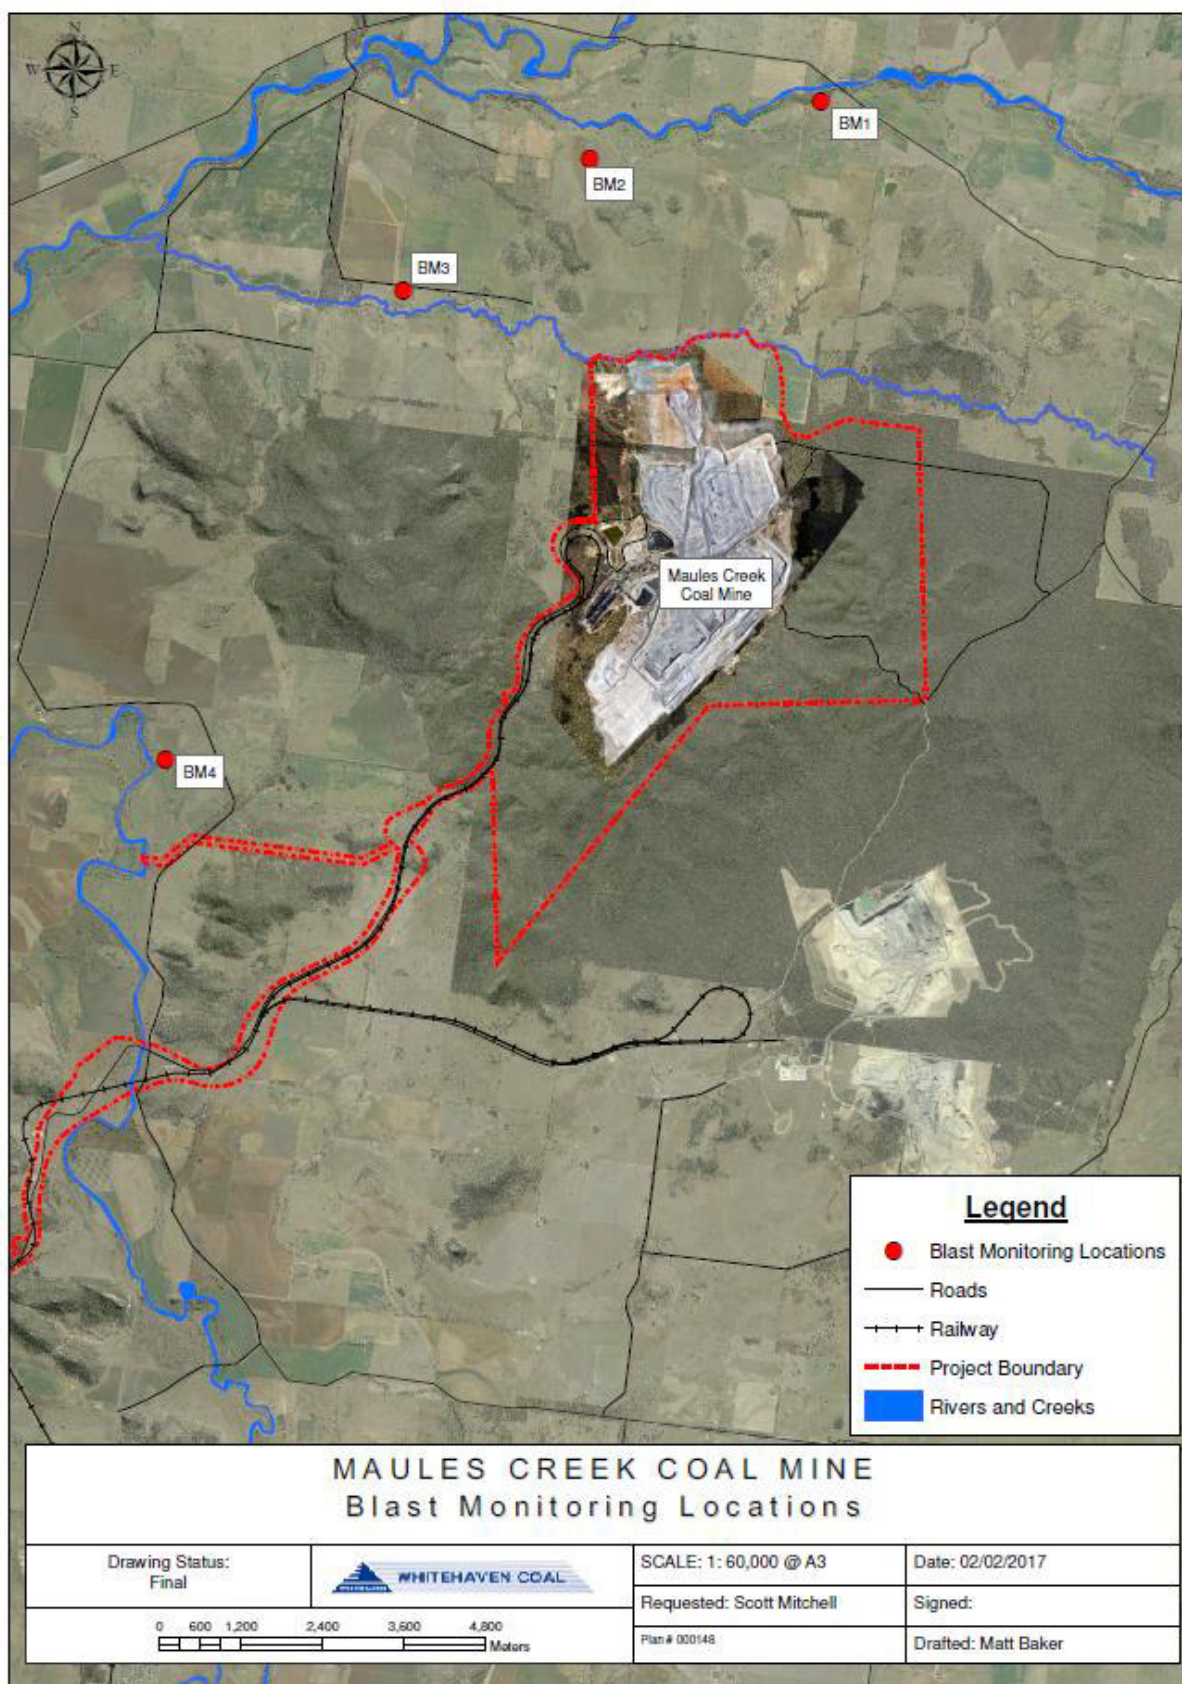 N
W E
S
BM1
BM2
BM3
Maules Creek
Coal Mine
BM4
Legend
Blast Monitoring Locations
Roads
Railway
Project Boundary
Rivers and Creeks
MAULES CREEK COAL MINE
Blast Monitoring Locations
Drawing Status:
Final
WHITEHAVEN COAL
SCALE: 1: 60,000 @ A3
Date: 02/02/2017
Requested: Scott Mitchell
Signed:
0 600 1,200 2,400 3,600 4,800
Meters
Plan # 000148
Drafted: Matt Baker